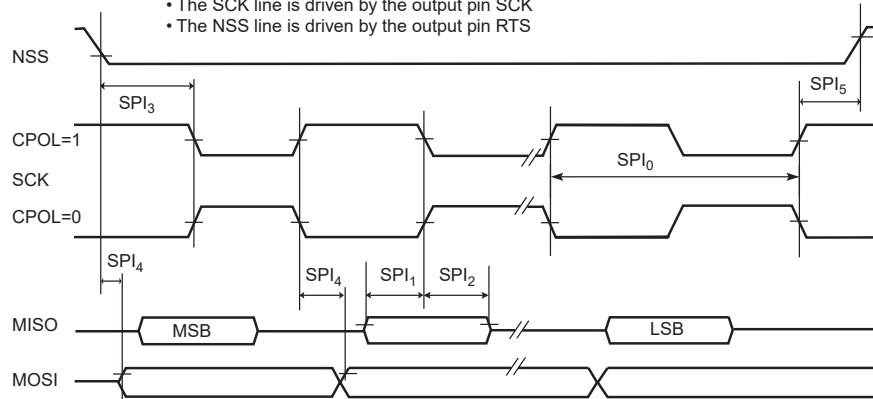 • The SCK line is driven by the output pin SCK
• The NSS line is driven by the output pin RTS
NSS
SPI3
SPI5
CPOL=1
SPI0
SCK
CPOL=0
SPI4
SPI4
SPI1
SPI2
MISO
MSB
LSB
MOSI